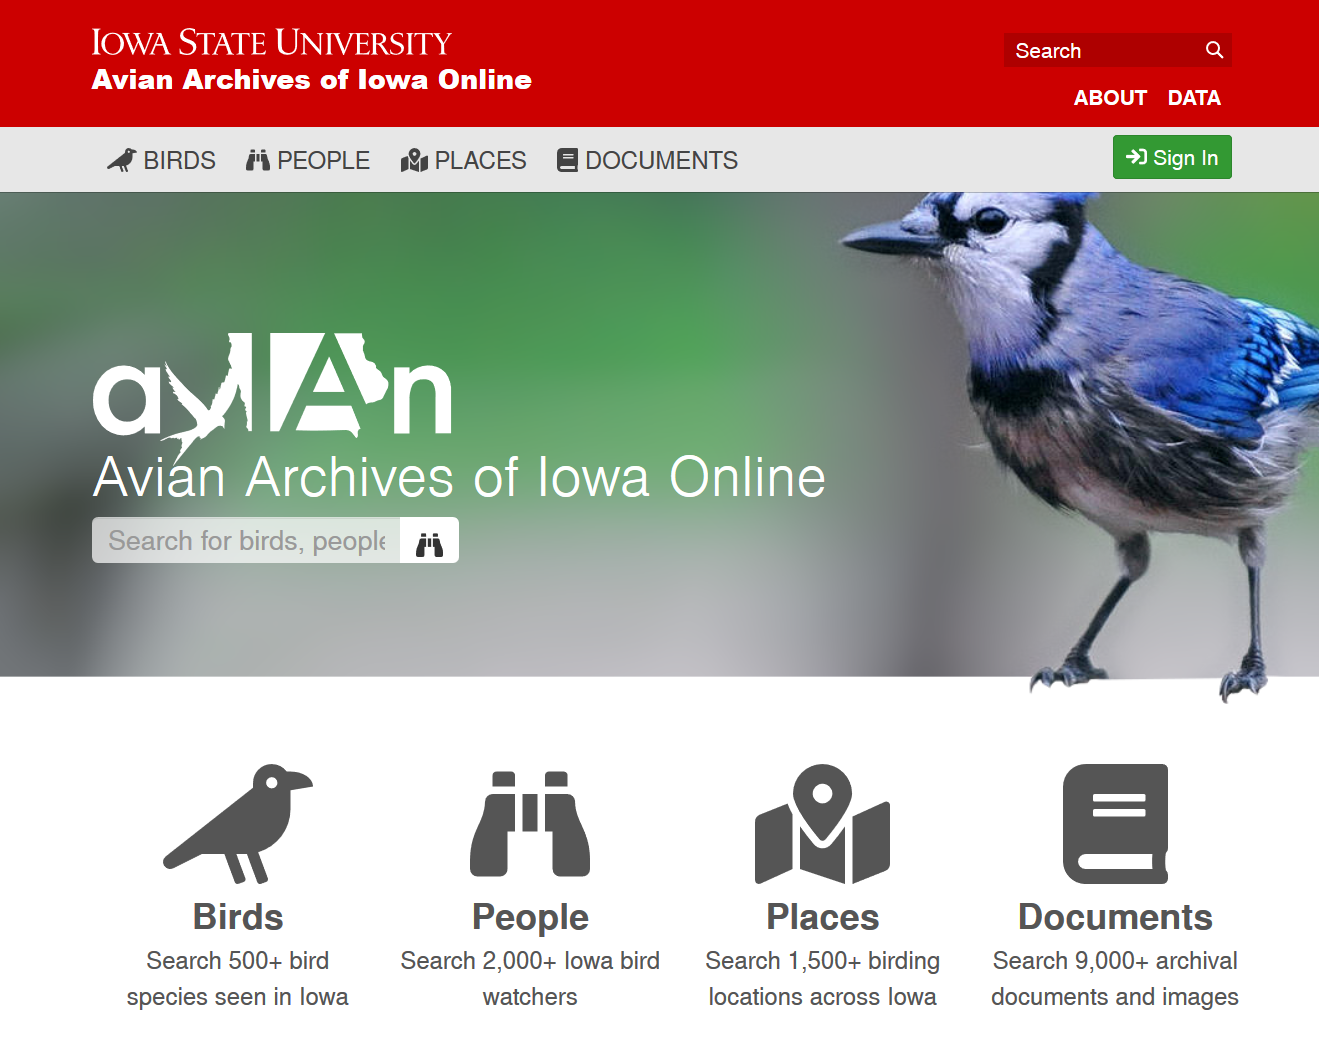 IOWA STATE UNIVERSITY
Avian Archives of Iowa Online
Search
ABOUT DATA
BIRDS PEOPLE PLACES DOCUMENTS
Sign In
avIAn
Avian Archives of Iowa Online
Search for birds, people
Birds
Search 500+ bird
species seen in Iowa
People
Search 2,000+ Iowa bird
watchers
Places
Search 1,500+ birding
locations across Iowa
Documents
Search 9,000+ archival
documents and images